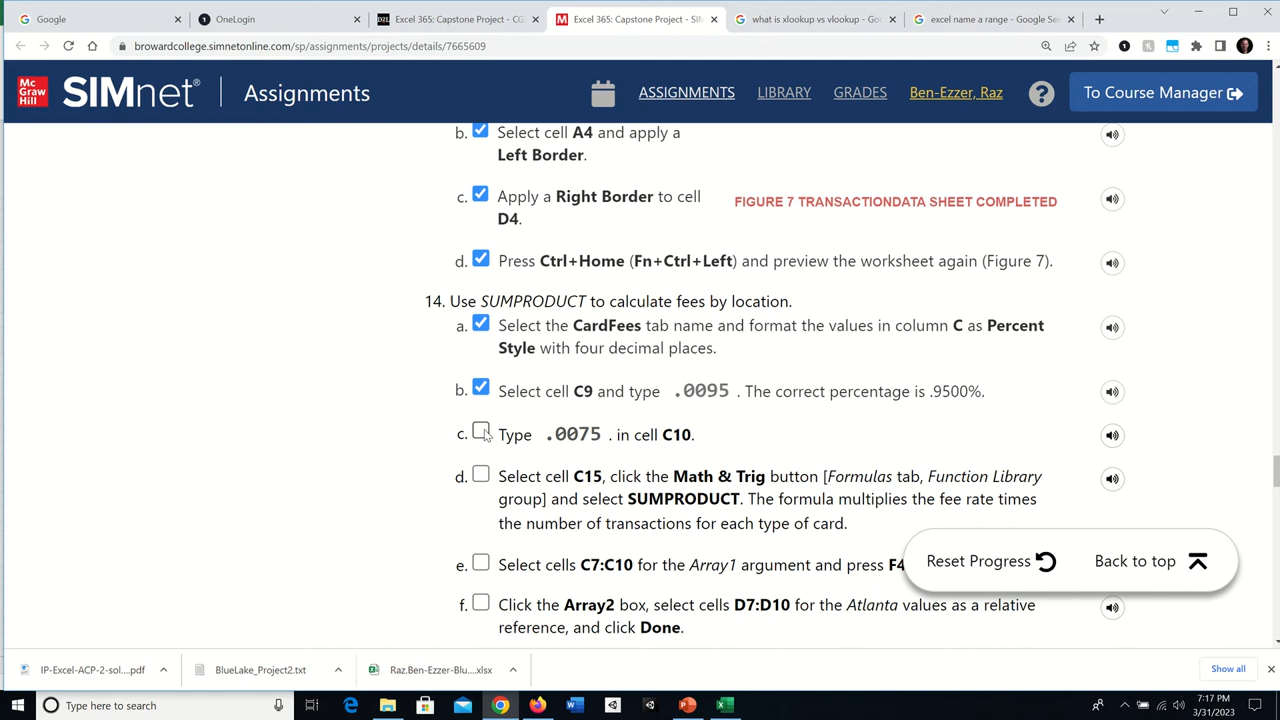 Google
OneLogin
D2L Excel 365: Capstone Project - CG
M Excel 365: Capstone Project - SIM
what is xlookup vs vlookup - Goo
excel name a range - Google Sea
browardcollege.simnetonline.com/sp/assignments/projects/details/7665609
Mc Graw Hill SIMnet® Assignments ASSIGNMENTS LIBRARY GRADES Ben-Ezzer, Raz ? To Course Manager
b. Select cell A4 and apply a
Left Border.
c. Apply a Right Border to cell
D4.
FIGURE 7 TRANSACTIONDATA SHEET COMPLETED
d. Press Ctrl+Home (Fn+Ctrl+Left) and preview the worksheet again (Figure 7).
14. Use SUMPRODUCT to calculate fees by location.
a. Select the CardFees tab name and format the values in column C as Percent
Style with four decimal places.
b. Select cell C9 and type .0095 . The correct percentage is .9500%.
c. Type .0075 . in cell C10.
d. Select cell C15, click the Math & Trig button [Formulas tab, Function Library
group] and select SUMPRODUCT. The formula multiplies the fee rate times
the number of transactions for each type of card.
e. Select cells C7:C10 for the Array1 argument and press F4
Reset Progress Back to top
f. Click the Array2 box, select cells D7:D10 for the Atlanta values as a relative
reference, and click Done.
IP-Excel-ACP-2-sol....pdf
BlueLake_Project2.txt
Raz.Ben-Ezzer-Blu....xlsx
Show all
Type here to search
7:17 PM
3/31/2023